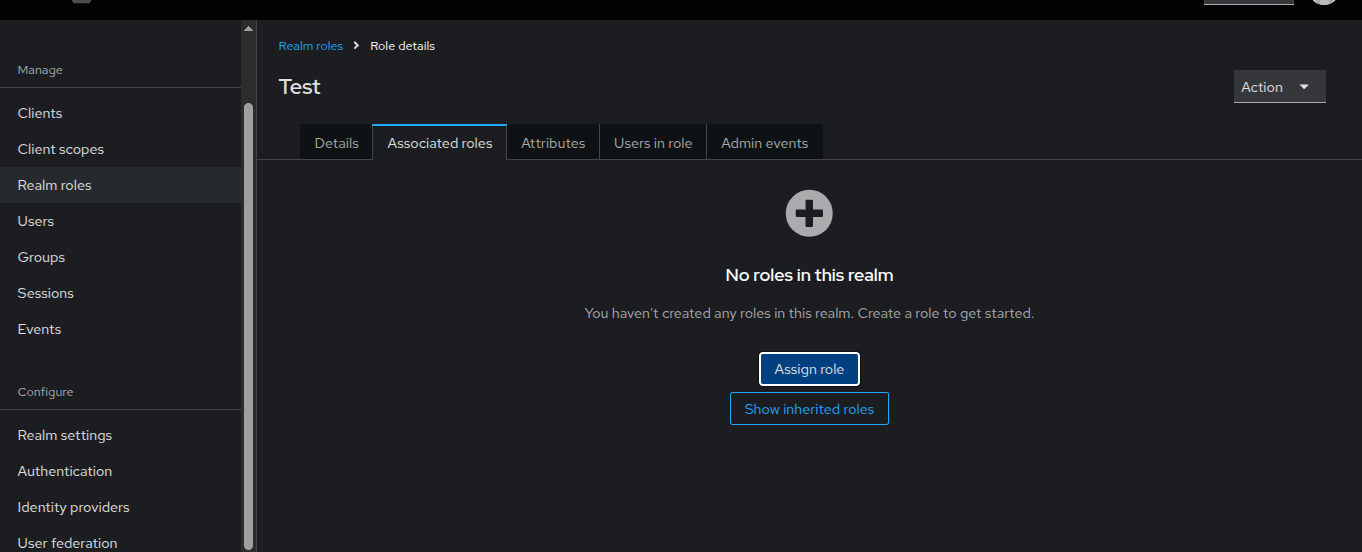 Manage
Clients
Client scopes
Realm roles
Users
Groups
Sessions
Events
Configure
Realm settings
Authentication
Identity providers
User federation
Realm roles > Role details
Test
Action
Details Associated roles Attributes Users in role Admin events
No roles in this realm
You haven't created any roles in this realm. Create a role to get started.
Assign role
Show inherited roles